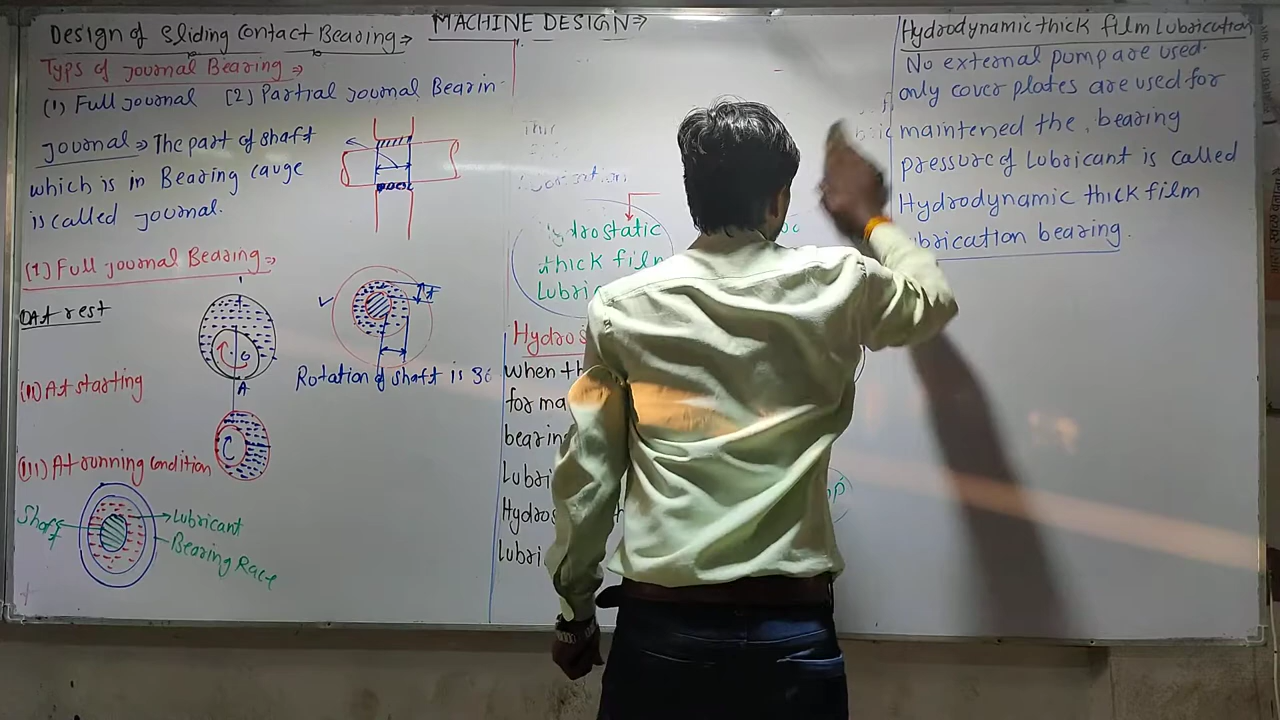 MACHINE DESIGN⇒
Design of Sliding Contact Bearing⇒
Typs of Journal Bearing ⇒
(1) Full Journal (2) Partial Journal Bearin
Journal ⇒ The part of shaft
which is in Bearing cauge
is called Journal.
(1) Full Journal Bearing ⇒
(I) At rest
A
Rotation of shaft is 36
(II) At starting
(III) At running condition
Shaft
Lubricant
Bearing Race
Hydrostatic
thick film
Lubri
Hydros
when th
for ma
bearin
Lubri
Hydros
Lubri
Hydrodynamic thick film Lubrication
No external pump are used
only cover plates are used for
maintened the bearing
pressure of Lubricant is called
Hydrodynamic thick film
ubrication bearing.